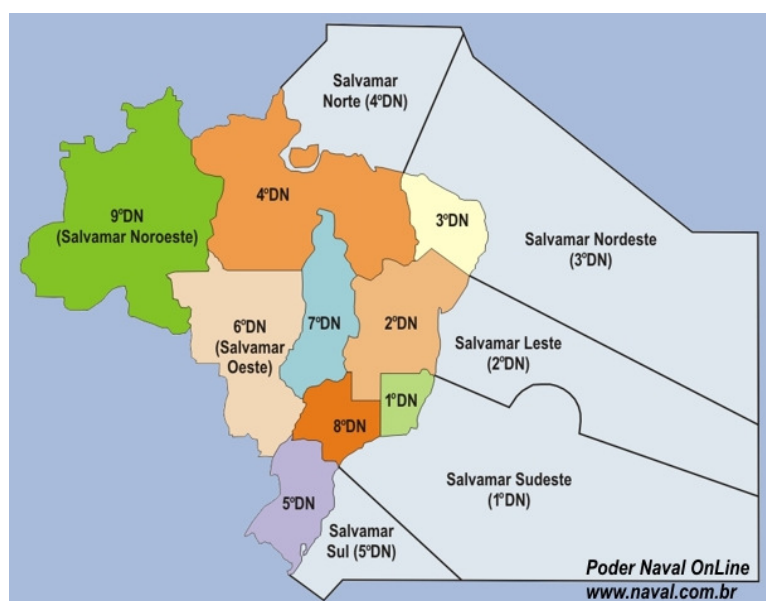 Salvamar
Norte (4ºDN)
9ºDN
(Salvamar Noroeste)
4ºDN
3ºDN
Salvamar Nordeste
(3ºDN)
6ºDN
(Salvamar
Oeste)
7ºDN
2ºDN
Salvamar Leste
(2ºDN)
1ºDN
8ºDN
Salvamar Sudeste
(1ºDN)
5ºDN
Salvamar
Sul (5ºDN)
Poder Naval OnLine
www.naval.com.br